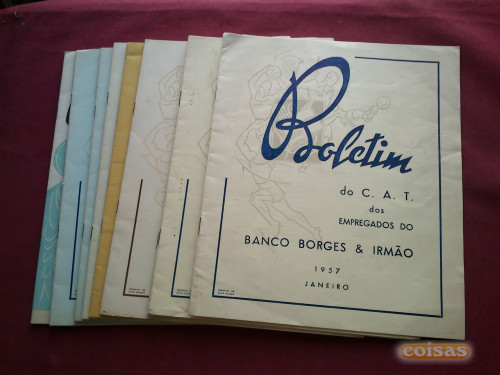 Boletim
do C. A. T.
dos
EMPREGADOS DO
BANCO BORGES & IRMÃO
1957
JANEIRO
coisas